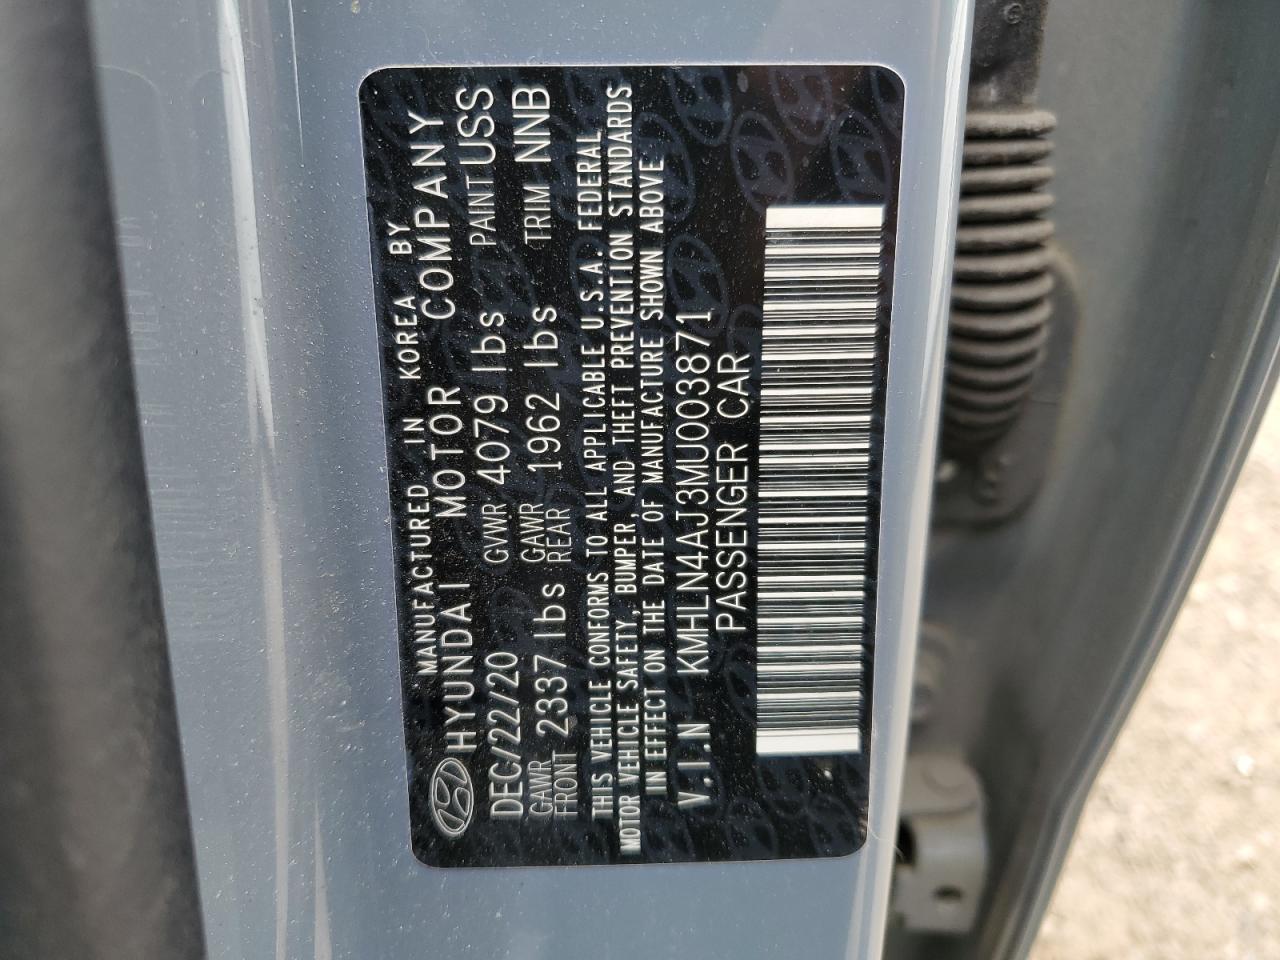 MANUFACTURED IN KOREA BY
HYUNDAI MOTOR COMPANY
DEC/22/20 GVWR 4079 lbs PAINT USS
GAWR FRONT 2337 lbs GAWR REAR 1962 lbs TRIM NNB
THIS VEHICLE CONFORMS TO ALL APPLICABLE U.S.A. FEDERAL
MOTOR VEHICLE SAFETY, BUMPER, AND THEFT PREVENTION STANDARDS
IN EFFECT ON THE DATE OF MANUFACTURE SHOWN ABOVE
V.I.N KMHLN4AJ3MU003871
PASSENGER CAR